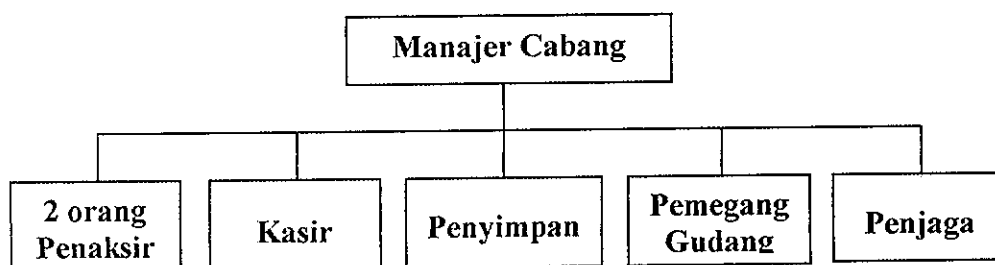 Manajer Cabang
2 orang
Penaksir
Kasir
Penyimpan
Pemegang
Gudang
Penjaga